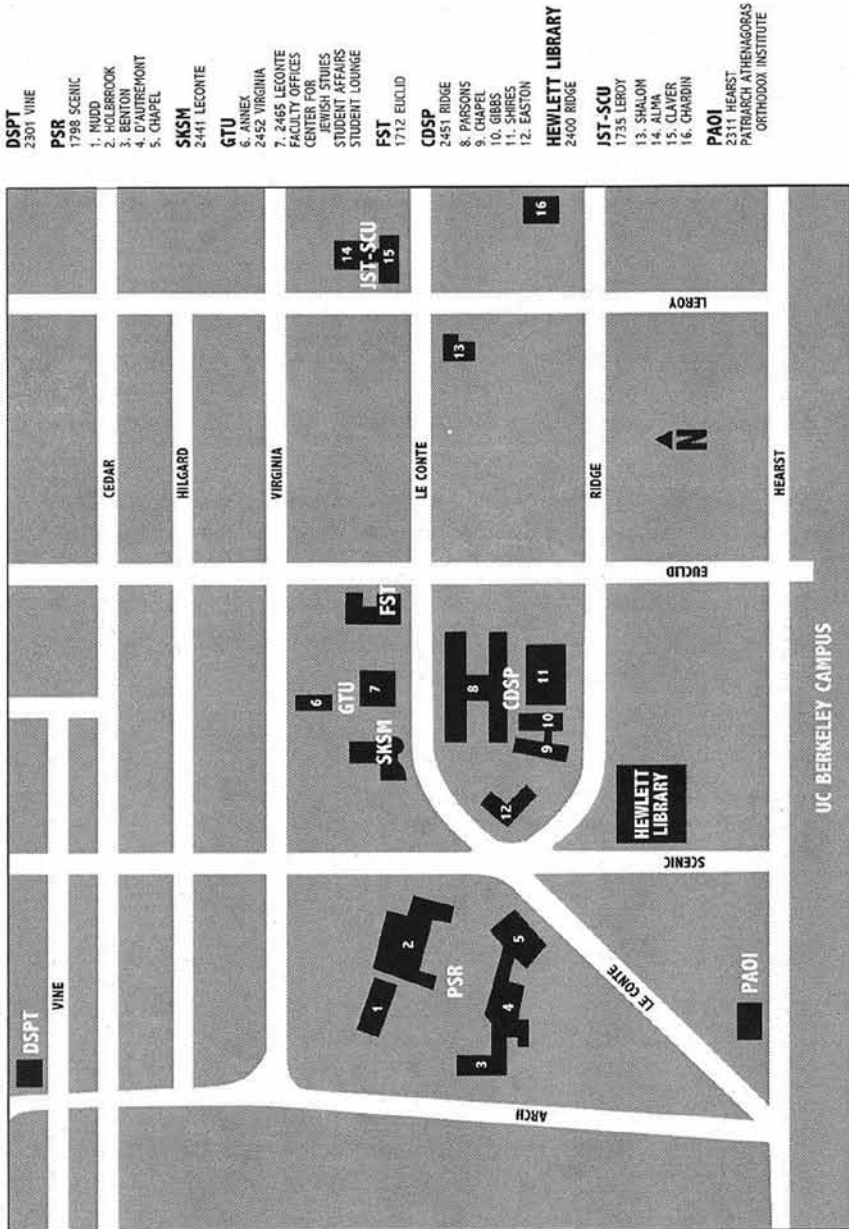 DSPT
2301 VINE
PSR
1798 SCENIC
1. MUDD
2. HOLBRROOK
3. BENTON
4. D'AUTREMONT
5. CHAPEL
SKSM
2441 LECONTE
GTU
6. ANNEX
2452 VIRGINIA
7. 2465 LECONTE
FACULTY OFFICES
CENTER FOR
JEWISH STUIES
STUDENT AFFAIRS
STUDENT LOUNGE
FST
1712 EUCLID
CDSP
2451 RIDGE
8. PARSONS
9. CHAPEL
10. GIBBS
11. SHIRES
12. EASTON
HEWLETT LIBRARY
2400 RIDGE
JST-SCU
1735 LEROY
13. SHALOM
14. ALMA
15. CLAVER
16. CHARDIN
PAOI
2311 HEARST
PATRIARCH ATHENAGORAS
ORTHODOX INSTITUTE
DSPT
VINE
CEDAR
HILGARD
VIRGINIA
6
GTU
7
FST
SKSM
14
JST-SCU
15
1
2
PSR
3
4
5
LE CONTE
8
CDSP
9
10
11
12
13
16
RIDGE
HEWLETT
LIBRARY
SCENIC
LE CONTE
ARCH
PAOI
EUCLID
N
LEROY
HEARST
UC BERKELEY CAMPUS